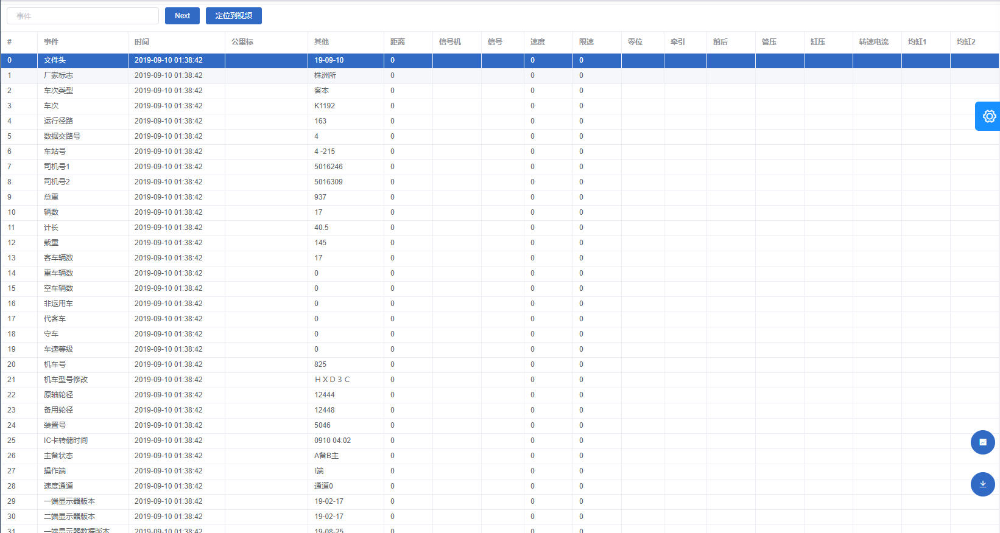 事件 Next 定位到视频
# 事件 时间 公里标 其他 距离 信号机 信号 速度 限速 零位 牵引 前后 管压 缸压 转速电流 均缸1 均缸2
0 文件头 2019-09-10 01:38:42 19-09-10 0 0 0
1 厂家标志 2019-09-10 01:38:42 株洲所 0 0 0
2 车次类型 2019-09-10 01:38:42 客本 0 0 0
3 车次 2019-09-10 01:38:42 K1192 0 0 0
4 运行径路 2019-09-10 01:38:42 163 0 0 0
5 数据交路号 2019-09-10 01:38:42 4 0 0 0
6 车站号 2019-09-10 01:38:42 4 -215 0 0 0
7 司机号1 2019-09-10 01:38:42 5016246 0 0 0
8 司机号2 2019-09-10 01:38:42 5016309 0 0 0
9 总重 2019-09-10 01:38:42 937 0 0 0
10 辆数 2019-09-10 01:38:42 17 0 0 0
11 计长 2019-09-10 01:38:42 40.5 0 0 0
12 载重 2019-09-10 01:38:42 145 0 0 0
13 客车辆数 2019-09-10 01:38:42 17 0 0 0
14 重车辆数 2019-09-10 01:38:42 0 0 0 0
15 空车辆数 2019-09-10 01:38:42 0 0 0 0
16 非运用车 2019-09-10 01:38:42 0 0 0 0
17 代客车 2019-09-10 01:38:42 0 0 0 0
18 守车 2019-09-10 01:38:42 0 0 0 0
19 车速等级 2019-09-10 01:38:42 0 0 0 0
20 机车号 2019-09-10 01:38:42 825 0 0 0
21 机车型号修改 2019-09-10 01:38:42 ＨＸＤ３Ｃ 0 0 0
22 原轴轮径 2019-09-10 01:38:42 12444 0 0 0
23 备用轮径 2019-09-10 01:38:42 12448 0 0 0
24 装置号 2019-09-10 01:38:42 5046 0 0 0
25 IC卡转储时间 2019-09-10 01:38:42 0910 04:02 0 0 0
26 主备状态 2019-09-10 01:38:42 A备B主 0 0 0
27 操作端 2019-09-10 01:38:42 I端 0 0 0
28 速度通道 2019-09-10 01:38:42 通道0 0 0 0
29 一端显示器版本 2019-09-10 01:38:42 19-02-17 0 0 0
30 二端显示器版本 2019-09-10 01:38:42 19-02-17 0 0 0
31 一端显示器数据版本 2019-09-10 01:38:42 19-08-25 0 0 0